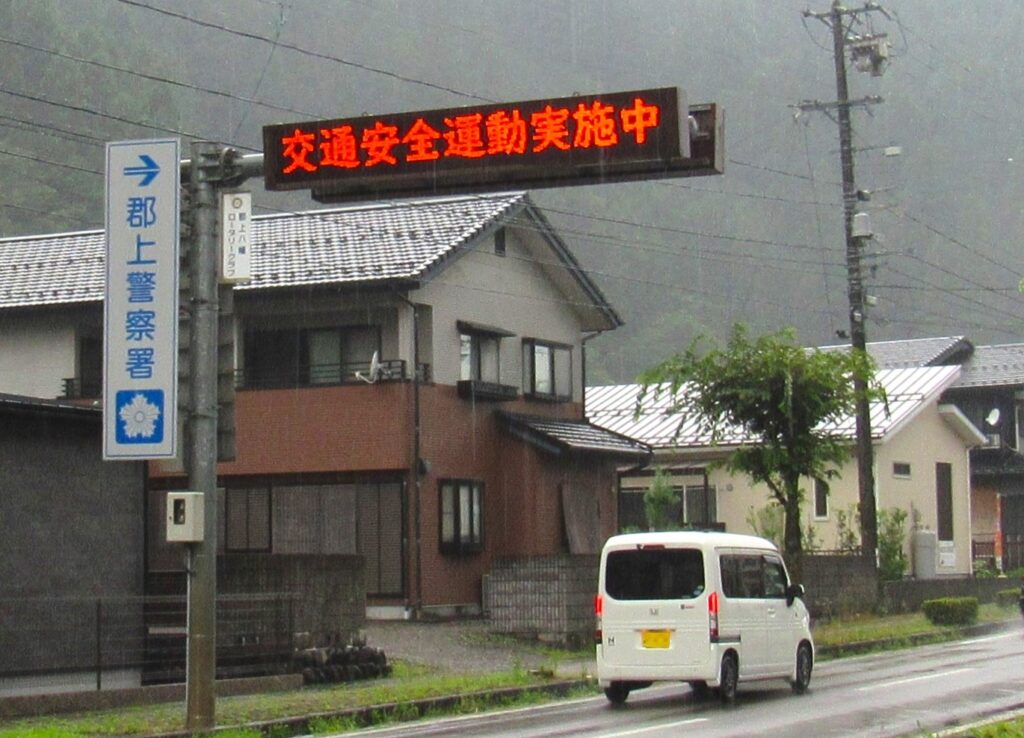 交通安全運動実施中
→郡上警察署
郡上八幡
ロータリークラブ